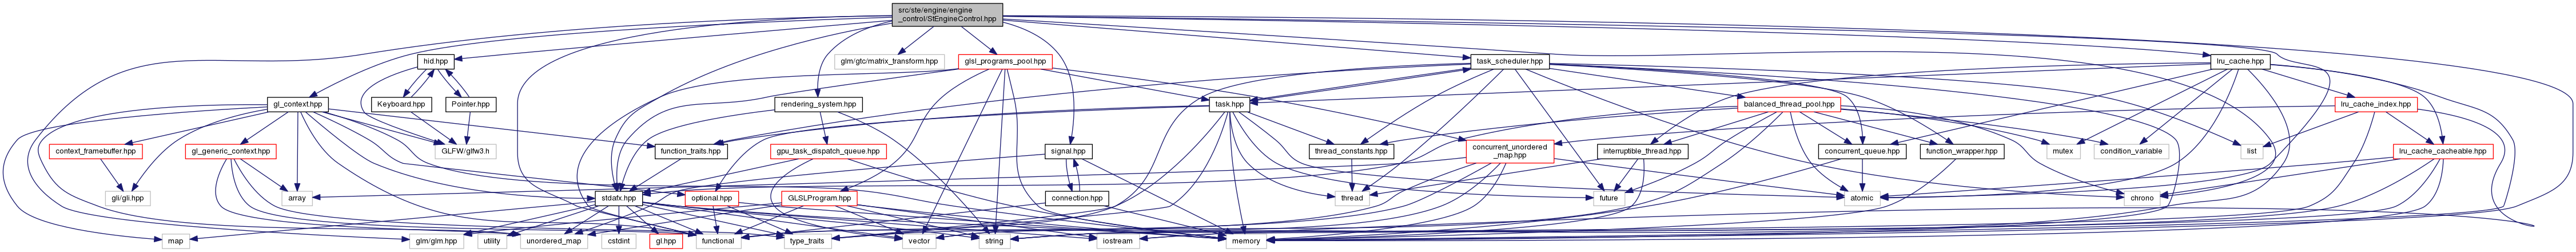 src/ste/engine/engine
_control/StEngineControl.hpp
hid.hpp
glm/gtc/matrix_transform.hpp
glsl_programs_pool.hpp
task_scheduler.hpp
lru_cache.hpp
gl_context.hpp
Keyboard.hpp
Pointer.hpp
rendering_system.hpp
task.hpp
balanced_thread_pool.hpp
lru_cache_index.hpp
context_framebuffer.hpp
gl_generic_context.hpp
GLFW/glfw3.h
function_traits.hpp
gpu_task_dispatch_queue.hpp
signal.hpp
thread_constants.hpp
concurrent_unordered
_map.hpp
interruptible_thread.hpp
concurrent_queue.hpp
function_wrapper.hpp
mutex
condition_variable
list
lru_cache_cacheable.hpp
gli/gli.hpp
array
stdafx.hpp
optional.hpp
GLSLProgram.hpp
connection.hpp
thread
future
atomic
chrono
map
glm/glm.hpp
utility
unordered_map
cstdint
gl.hpp
functional
type_traits
vector
string
iostream
memory